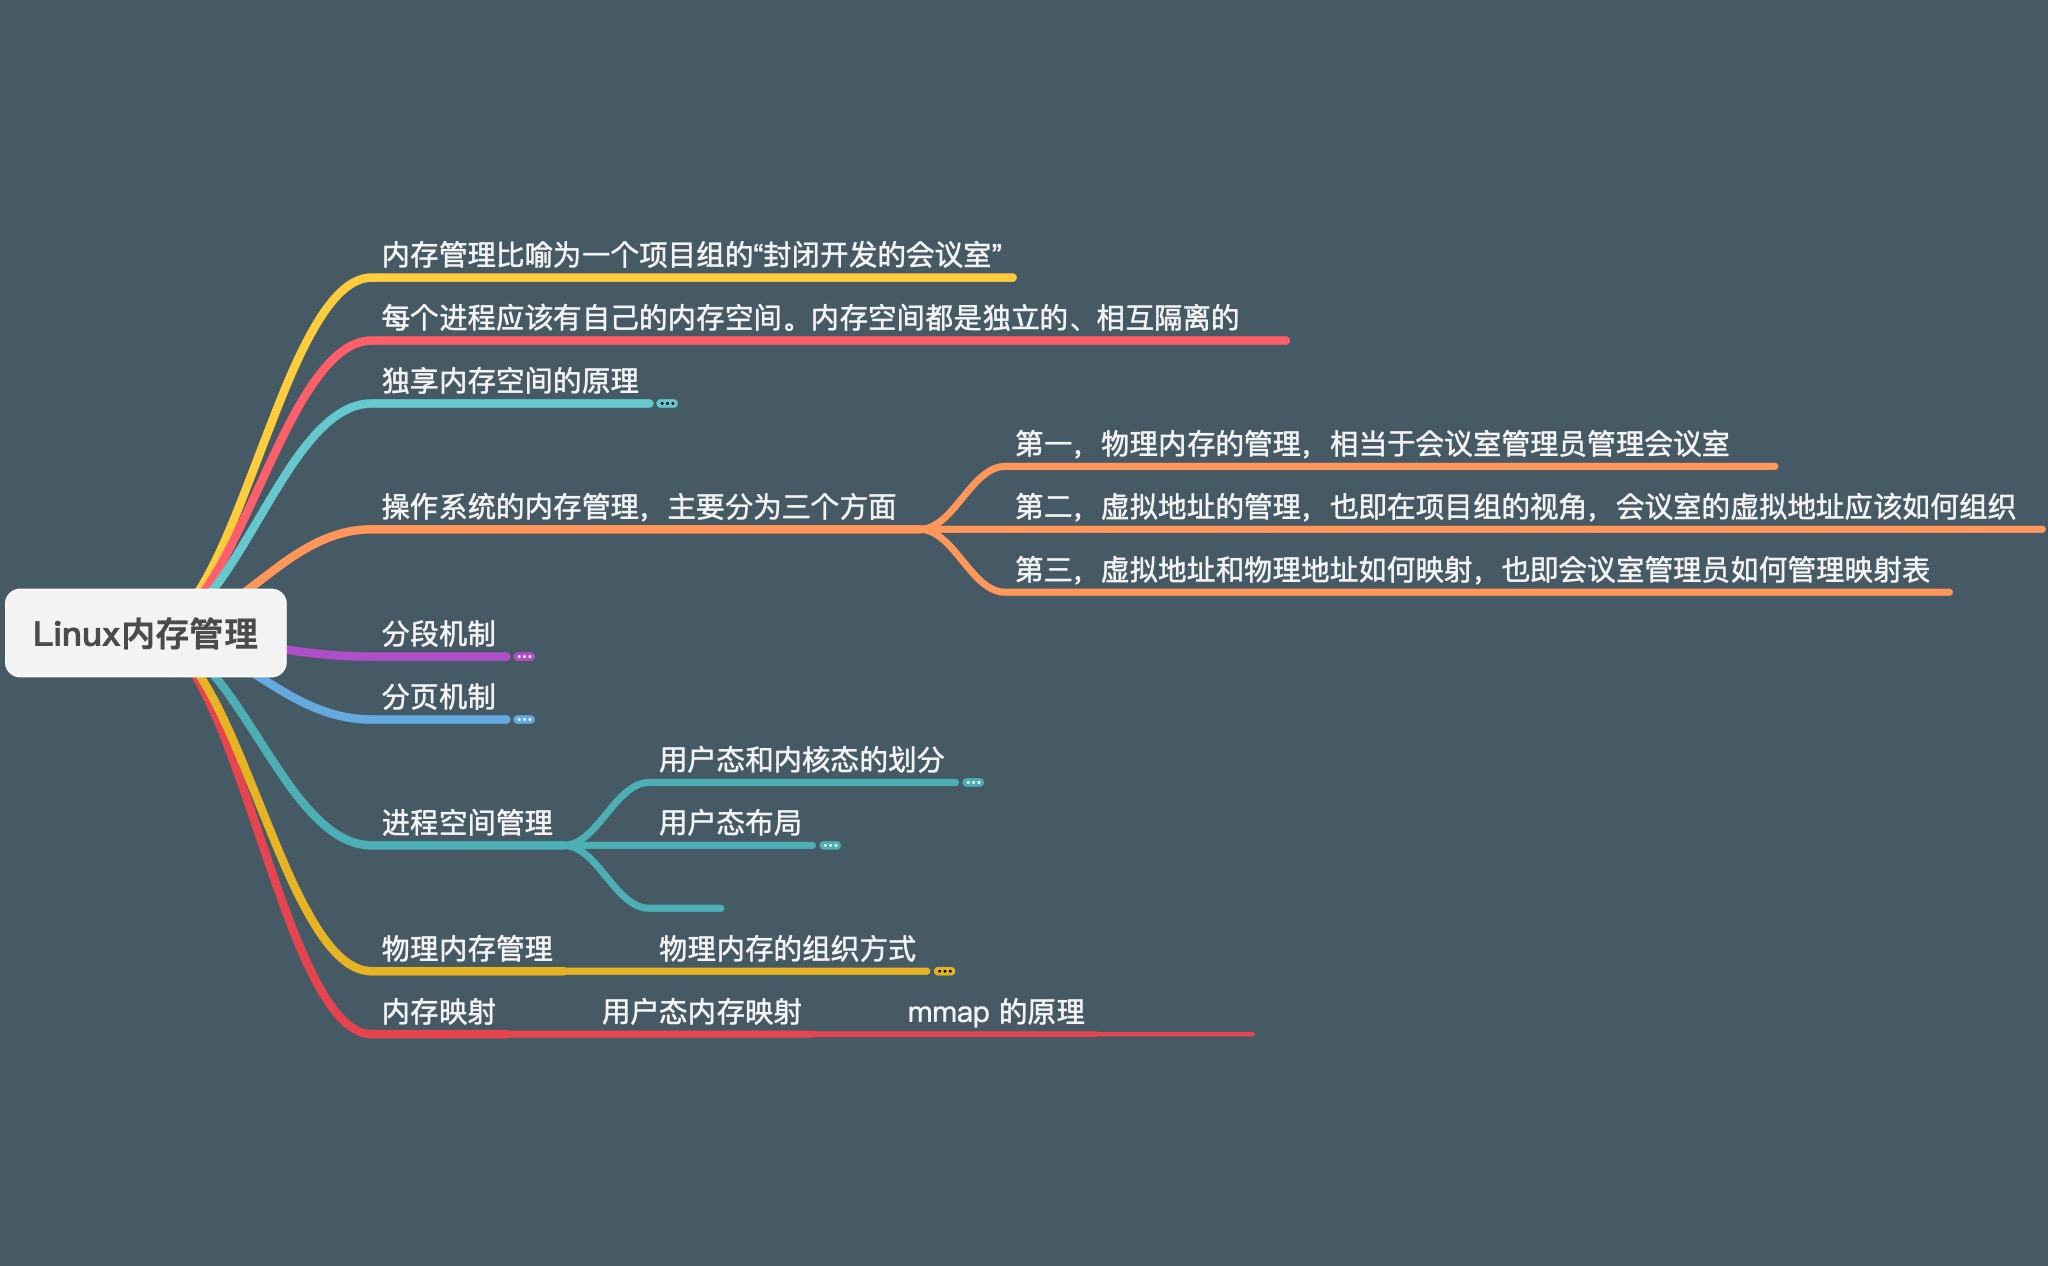 内存管理比喻为一个项目组的“封闭开发的会议室”
每个进程应该有自己的内存空间。内存空间都是独立的、相互隔离的
独享内存空间的原理
第一，物理内存的管理，相当于会议室管理员管理会议室
操作系统的内存管理，主要分为三个方面
第二，虚拟地址的管理，也即在项目组的视角，会议室的虚拟地址应该如何组织
第三，虚拟地址和物理地址如何映射，也即会议室管理员如何管理映射表
Linux内存管理
分段机制
分页机制
用户态和内核态的划分
进程空间管理
用户态布局
物理内存管理
物理内存的组织方式
内存映射
用户态内存映射
mmap 的原理